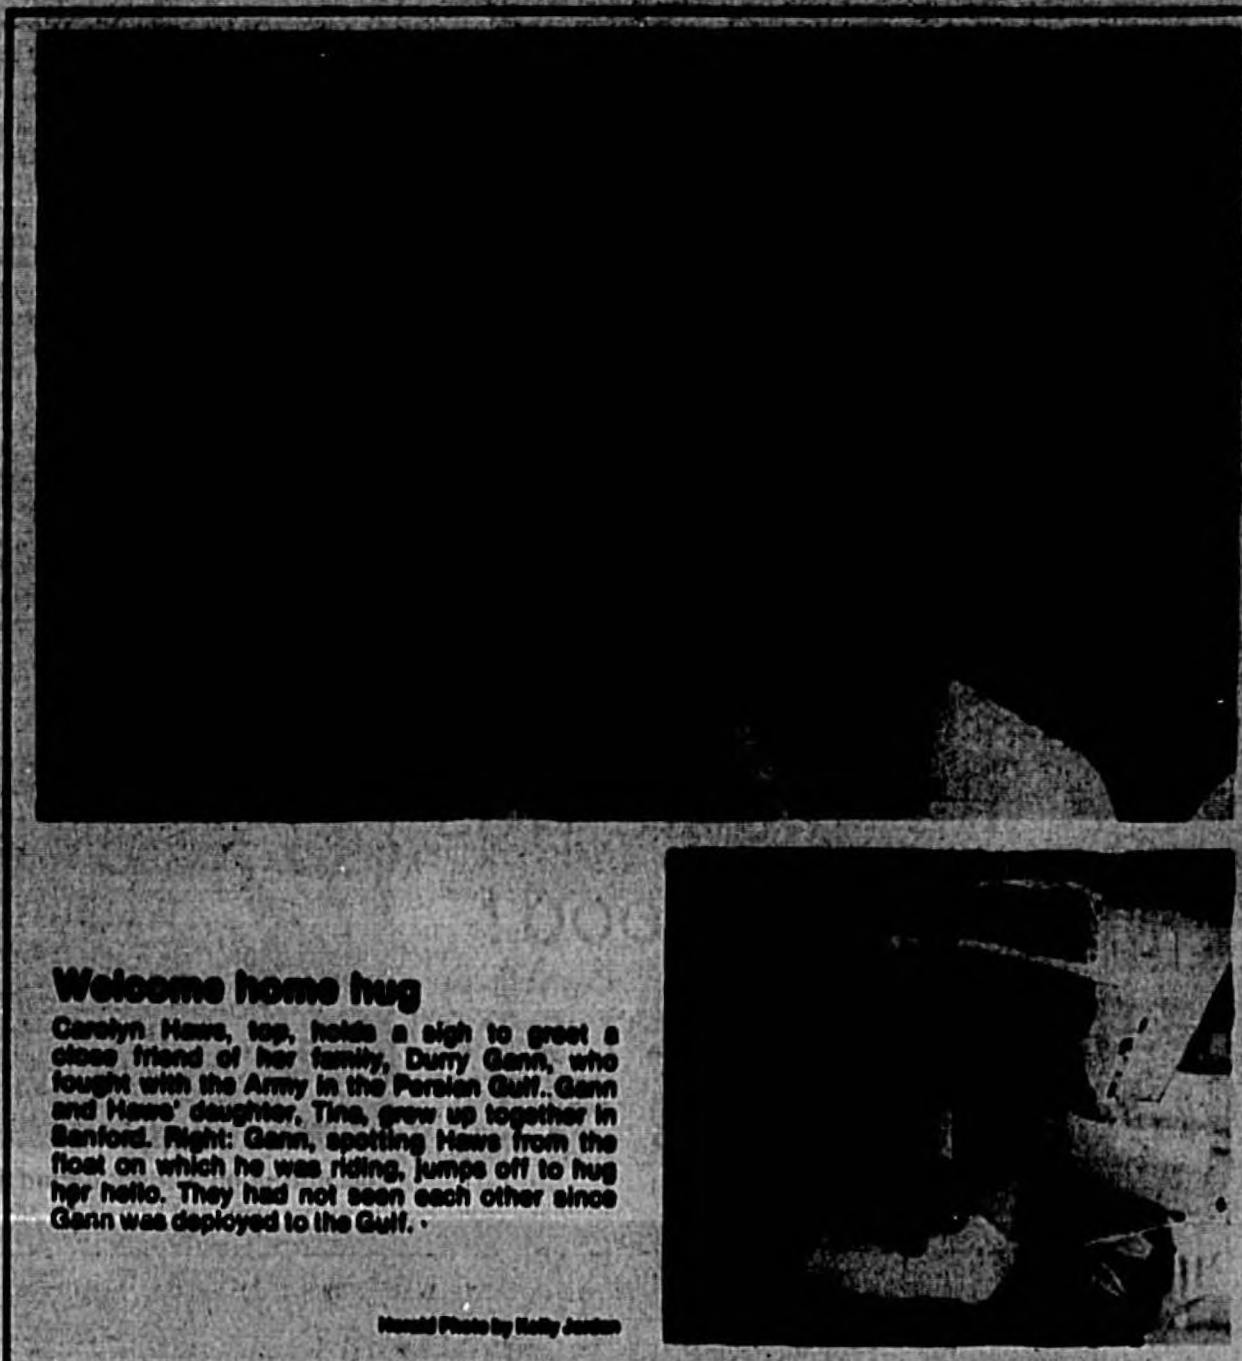 Welcome home hug
Carolyn Haws, top, holds a sigh to greet a
close friend of her family, Durry Gann, who
fought with the Army in the Persian Gulf. Gann
and Haws' daughter, Tina, grew up together in
Sanford. Right: Gann, spotting Haws from the
float on which he was riding, jumps off to hug
her hello. They had not seen each other since
Gann was deployed to the Gulf.
Herald Photo by Kelly Jordan